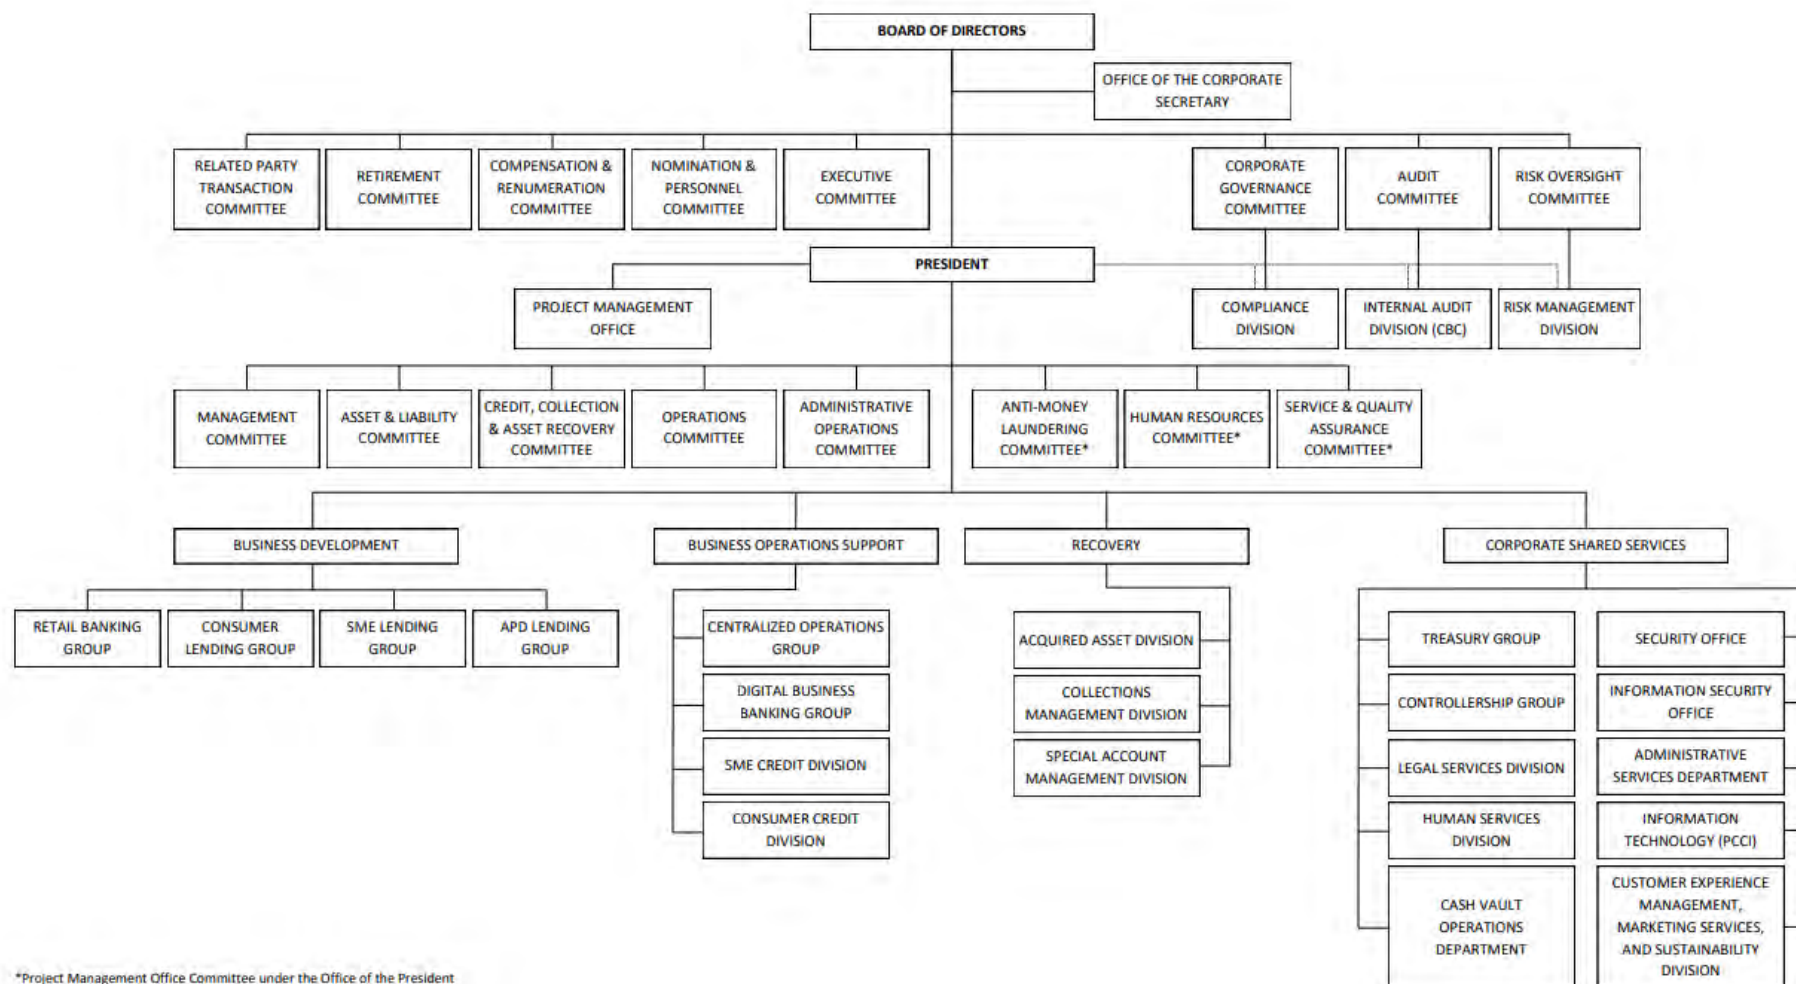 BOARD OF DIRECTORS
OFFICE OF THE CORPORATE
SECRETARY
RELATED PARTY
TRANSACTION
COMMITTEE
RETIREMENT
COMMITTEE
COMPENSATION &
RENUMERATION
COMMITTEE
NOMINATION &
PERSONNEL
COMMITTEE
EXECUTIVE
COMMITTEE
CORPORATE
GOVERNANCE
COMMITTEE
AUDIT
COMMITTEE
RISK OVERSIGHT
COMMITTEE
PRESIDENT
PROJECT MANAGEMENT
OFFICE
COMPLIANCE
DIVISION
INTERNAL AUDIT
DIVISION (CBC)
RISK MANAGEMENT
DIVISION
MANAGEMENT
COMMITTEE
ASSET & LIABILITY
COMMITTEE
CREDIT, COLLECTION
& ASSET RECOVERY
COMMITTEE
OPERATIONS
COMMITTEE
ADMINISTRATIVE
OPERATIONS
COMMITTEE
ANTI-MONEY
LAUNDERING
COMMITTEE*
HUMAN RESOURCES
COMMITTEE*
SERVICE & QUALITY
ASSURANCE
COMMITTEE*
BUSINESS DEVELOPMENT
BUSINESS OPERATIONS SUPPORT
RECOVERY
CORPORATE SHARED SERVICES
RETAIL BANKING
GROUP
CONSUMER
LENDING GROUP
SME LENDING
GROUP
APD LENDING
GROUP
CENTRALIZED OPERATIONS
GROUP
DIGITAL BUSINESS
BANKING GROUP
SME CREDIT DIVISION
CONSUMER CREDIT
DIVISION
ACQUIRED ASSET DIVISION
COLLECTIONS
MANAGEMENT DIVISION
SPECIAL ACCOUNT
MANAGEMENT DIVISION
TREASURY GROUP
CONTROLLERSHIP GROUP
LEGAL SERVICES DIVISION
HUMAN SERVICES
DIVISION
CASH VAULT
OPERATIONS
DEPARTMENT
SECURITY OFFICE
INFORMATION SECURITY
OFFICE
ADMINISTRATIVE
SERVICES DEPARTMENT
INFORMATION
TECHNOLOGY (PCCI)
CUSTOMER EXPERIENCE
MANAGEMENT,
MARKETING SERVICES,
AND SUSTAINABILITY
DIVISION
*Project Management Office Committee under the Office of the President